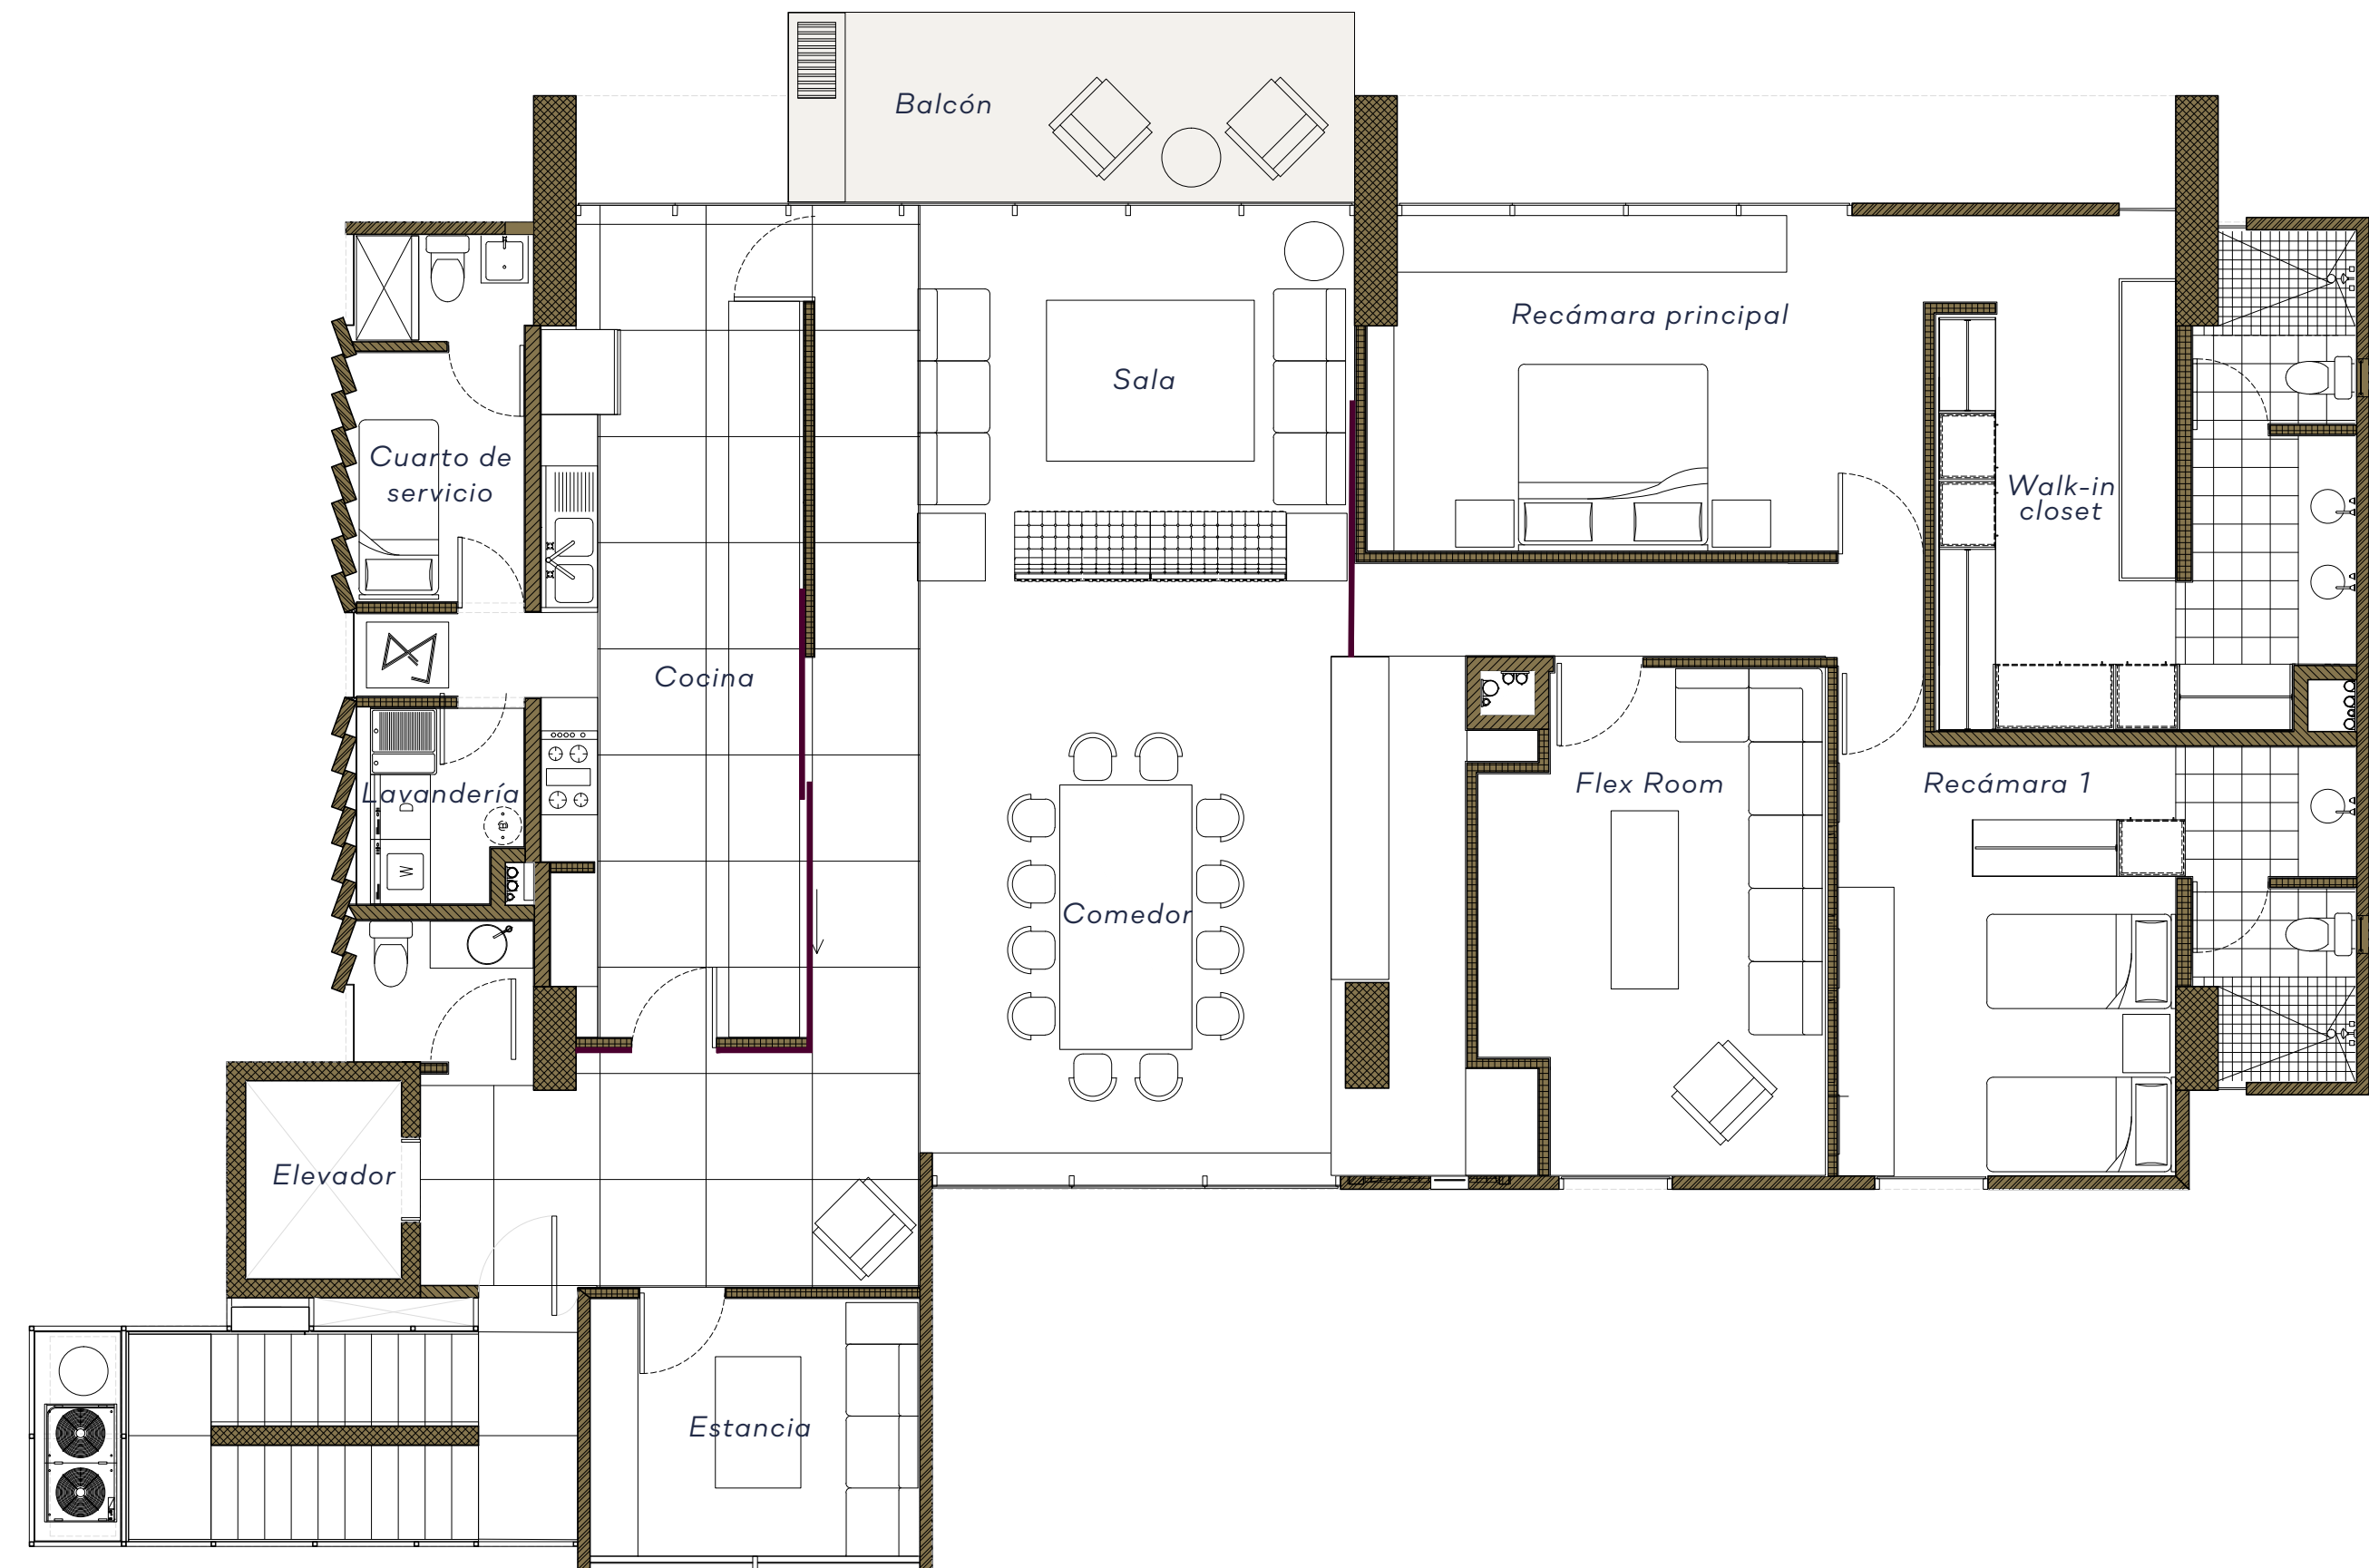 Balcón
Recámara principal
Sala
Cuarto de
servicio
Walk-in
closet
Cocina
Flex Room
Recámara 1
Lavandería
D
W
Comedor
Elevador
Estancia